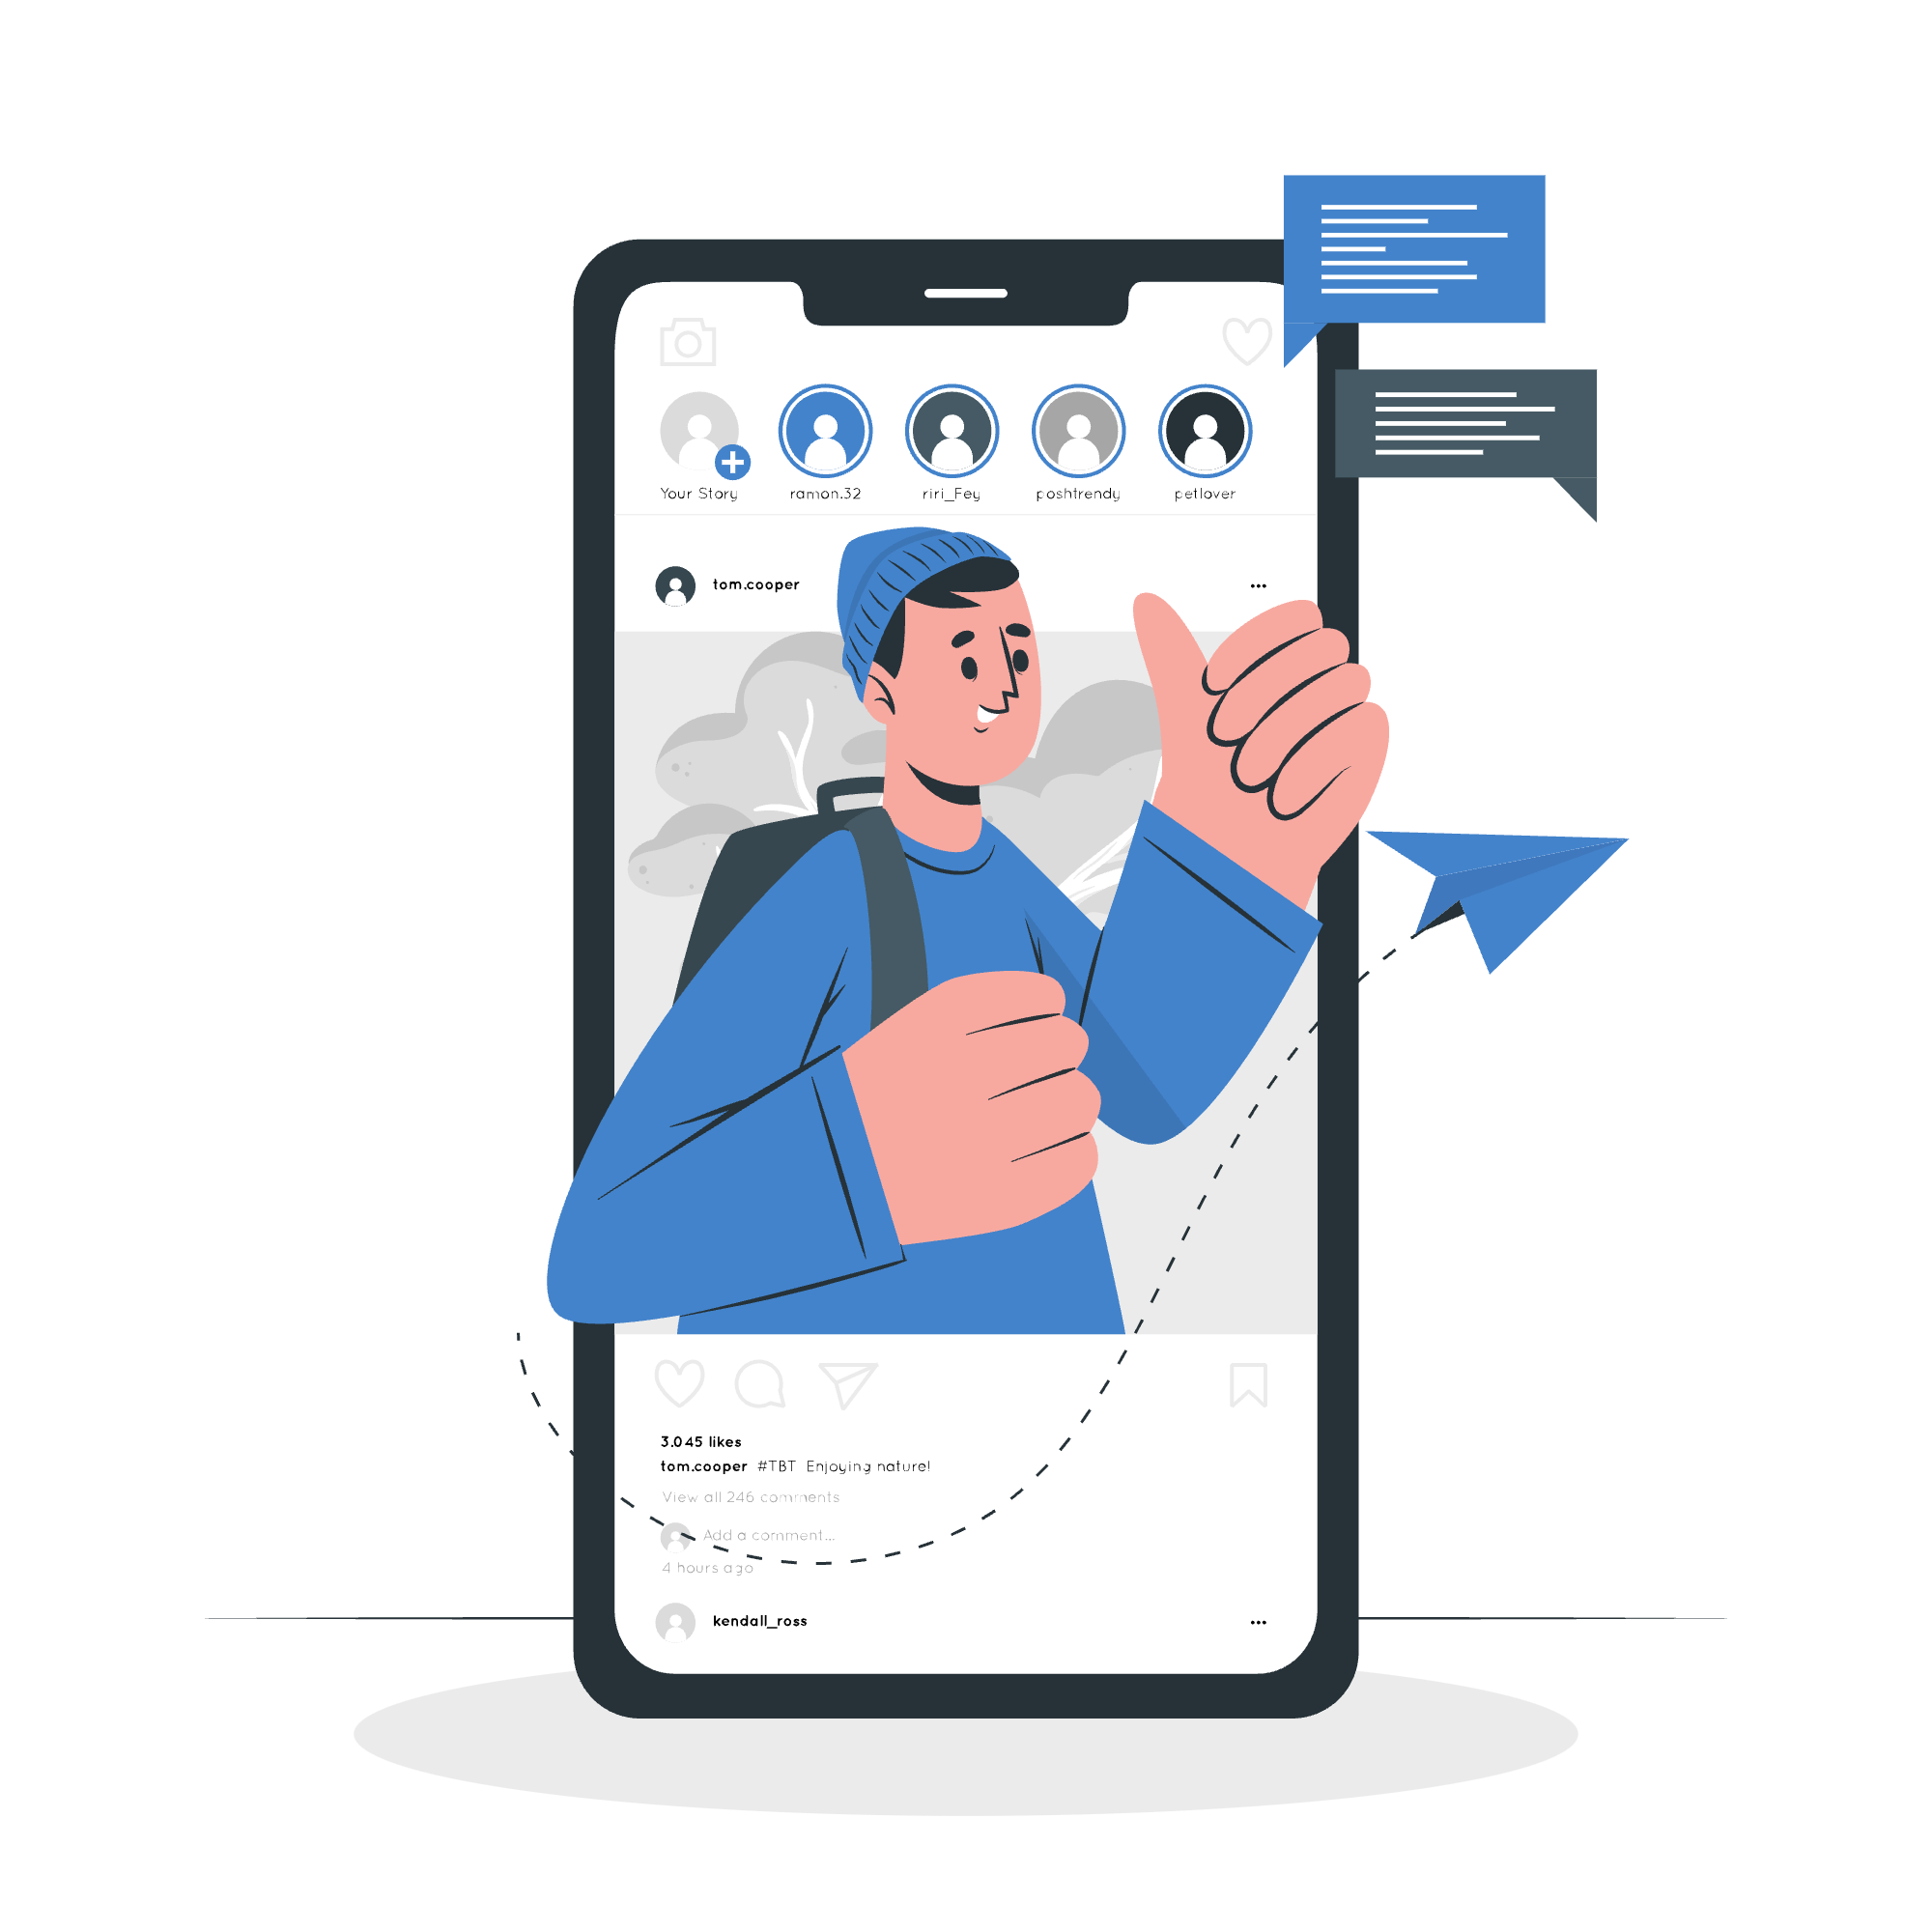 Your Story
ramon.32
riri_Fey
poshtrendy
petlover
tom.cooper
3.045 likes
tom.cooper #TBT Enjoying nature!
View all 246 comments
Add a comment...
4 hours ago
kendall_ross